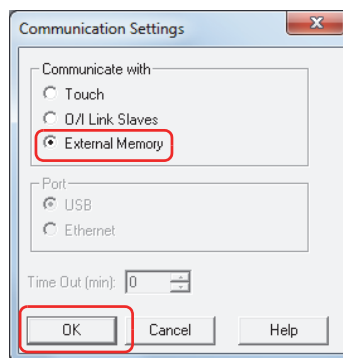 Communication Settings
Communicate with
Touch
O/I Link Slaves
External Memory
Port
USB
Ethernet
Time Out (min): 0
OK Cancel Help